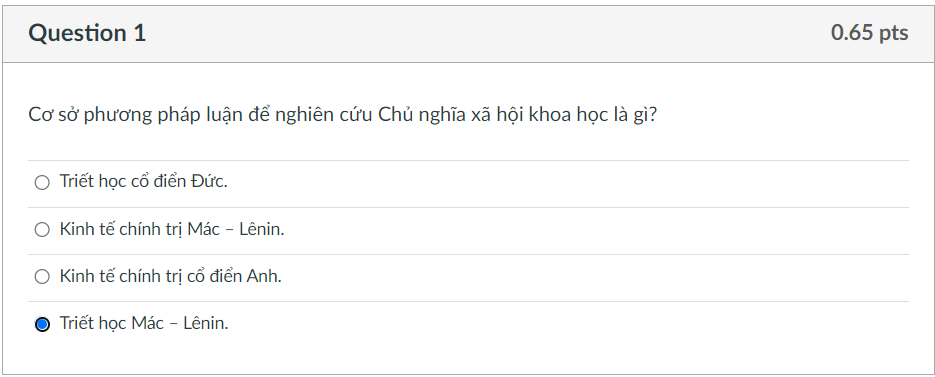 Question 1
0.65 pts
Cơ sở phương pháp luận để nghiên cứu Chủ nghĩa xã hội khoa học là gì?
Triết học cổ điển Đức.
Kinh tế chính trị Mác – Lênin.
Kinh tế chính trị cổ điển Anh.
Triết học Mác – Lênin.